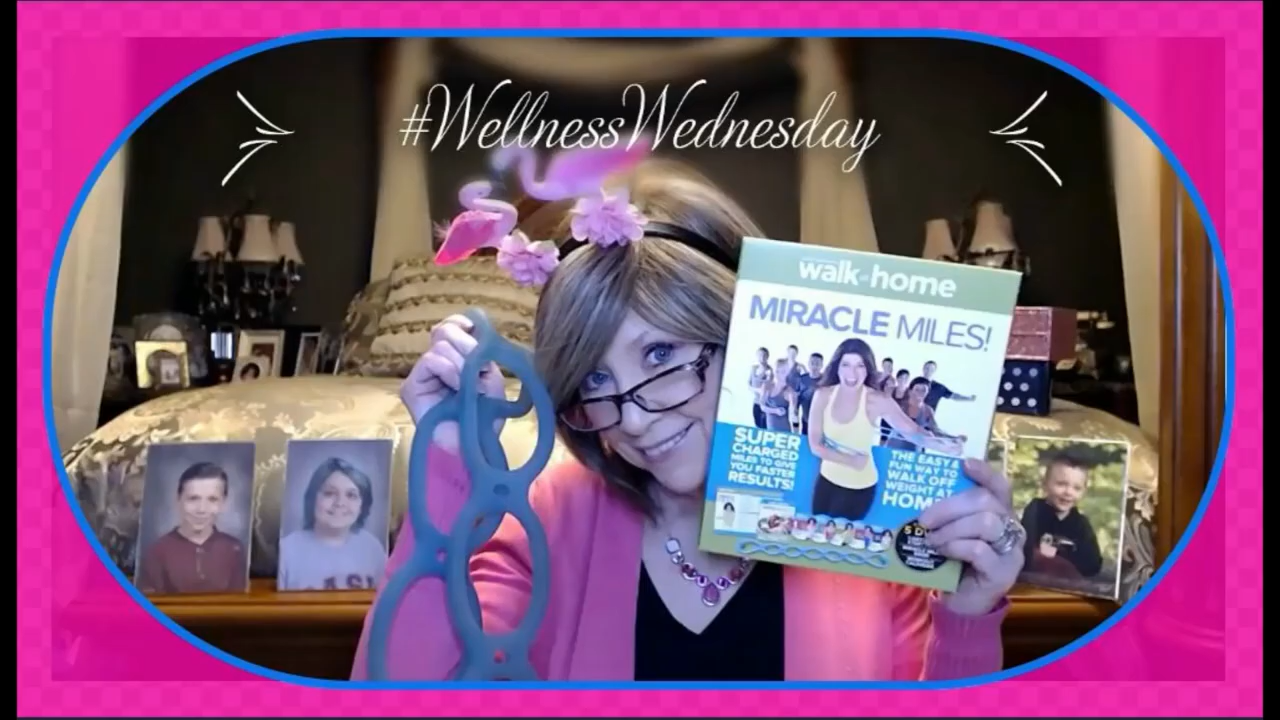 #WellnessWednesday
walk at home
MIRACLE MILES!
SUPER
CHARGED
MILES TO GIVE
YOU FASTER
RESULTS!
THE EASY &
FUN WAY TO
WALK OFF
WEIGHT AT
HOME
5 D